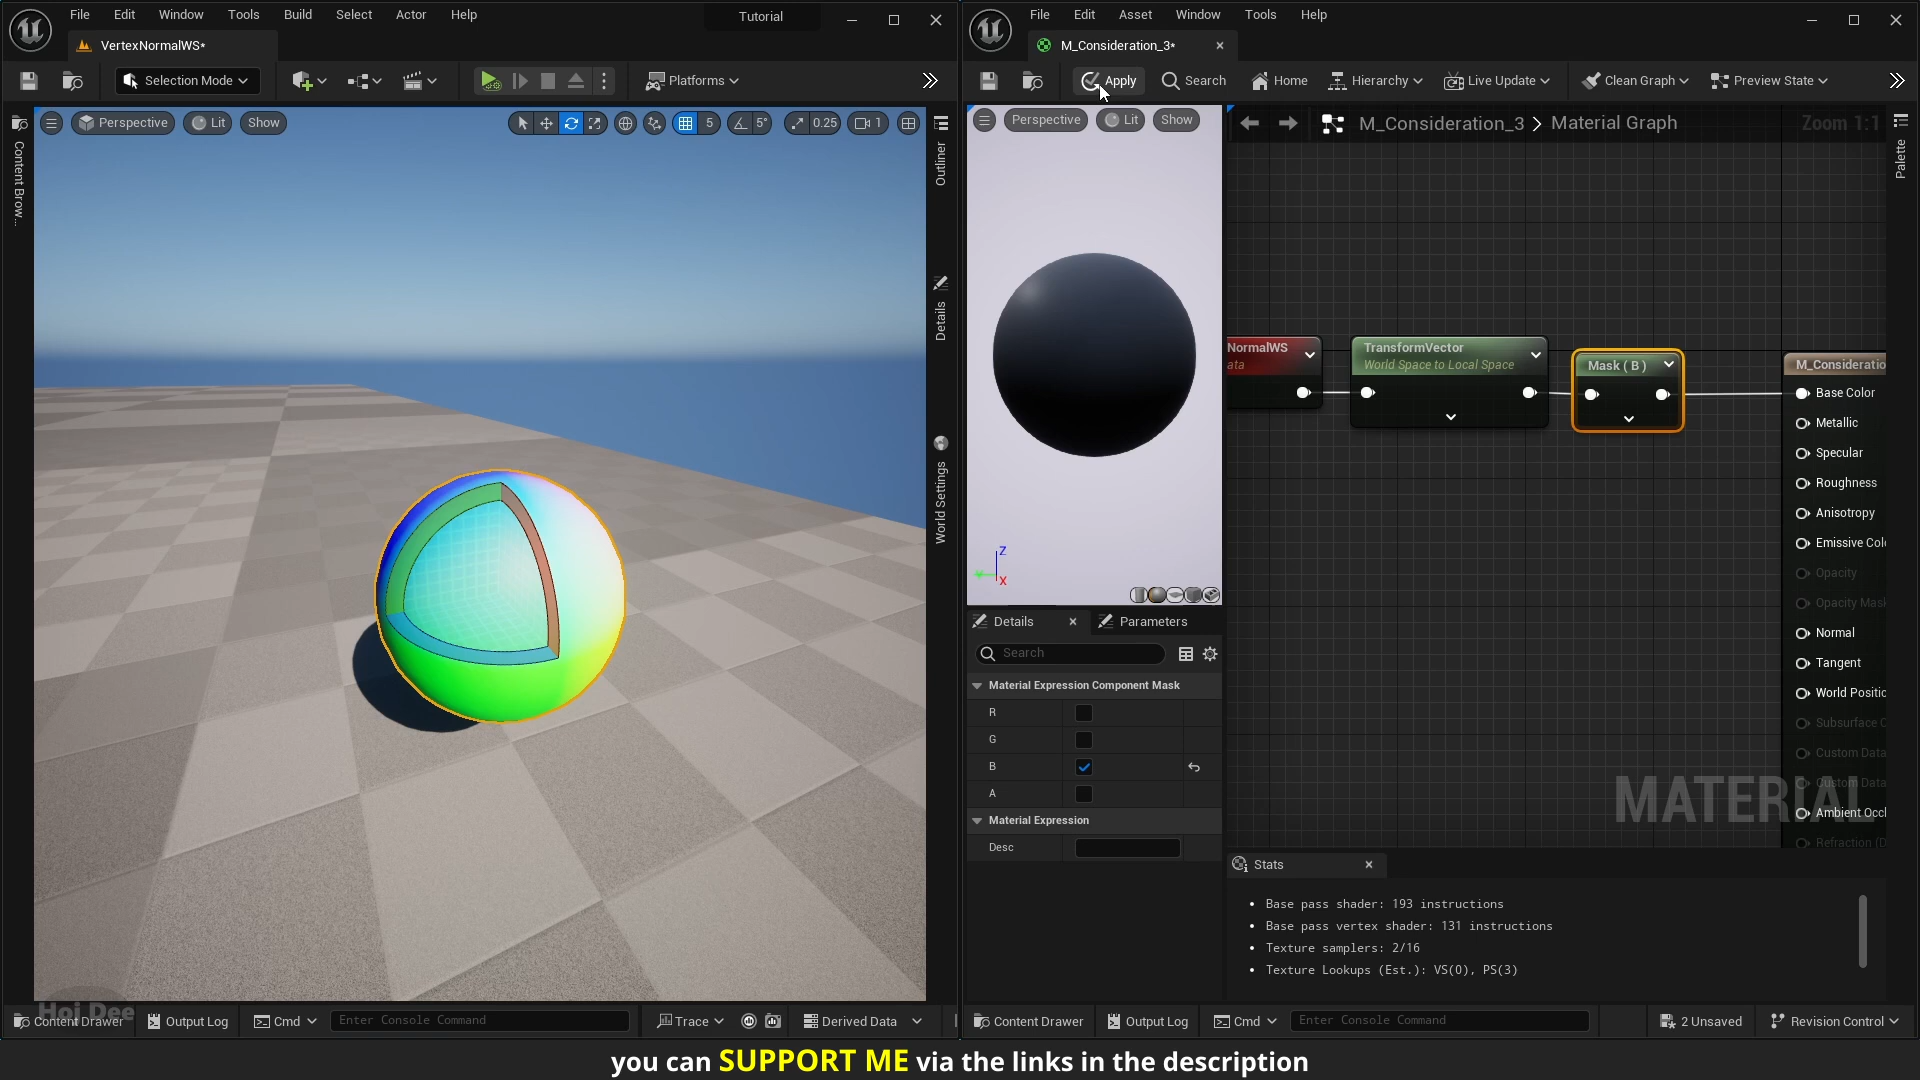 File Edit Window Tools Build Select Actor Help
Tutorial
VertexNormalWS*
Selection Mode
Platforms
Perspective Lit Show
5 5° 0.25 1
Content Brow...
Outliner
Details
World Settings
Hoi Dee
Content Drawer Output Log Cmd Enter Console Command Trace Derived Data
File Edit Asset Window Tools Help
M_Consideration_3*
Apply Search Home Hierarchy Live Update Clean Graph Preview State
Perspective Lit Show
Z
X
M_Consideration_3 > Material Graph
Zoom 1:1
Palette
NormalWS
ata
TransformVector
World Space to Local Space
Mask ( B )
M_Consideratio
Base Color
Metallic
Specular
Roughness
Anisotropy
Emissive Colo
Opacity
Opacity Mask
Normal
Tangent
World Positio
Subsurface C
Custom Data
Custom Data
Ambient Occl
Refraction (D
MATERIAL
Details Parameters
Search
Material Expression Component Mask
R
G
B
A
Material Expression
Desc
Stats
• Base pass shader: 193 instructions
• Base pass vertex shader: 131 instructions
• Texture samplers: 2/16
• Texture Lookups (Est.): VS(0), PS(3)
Content Drawer Output Log Cmd Enter Console Command 2 Unsaved Revision Control
you can SUPPORT ME via the links in the description